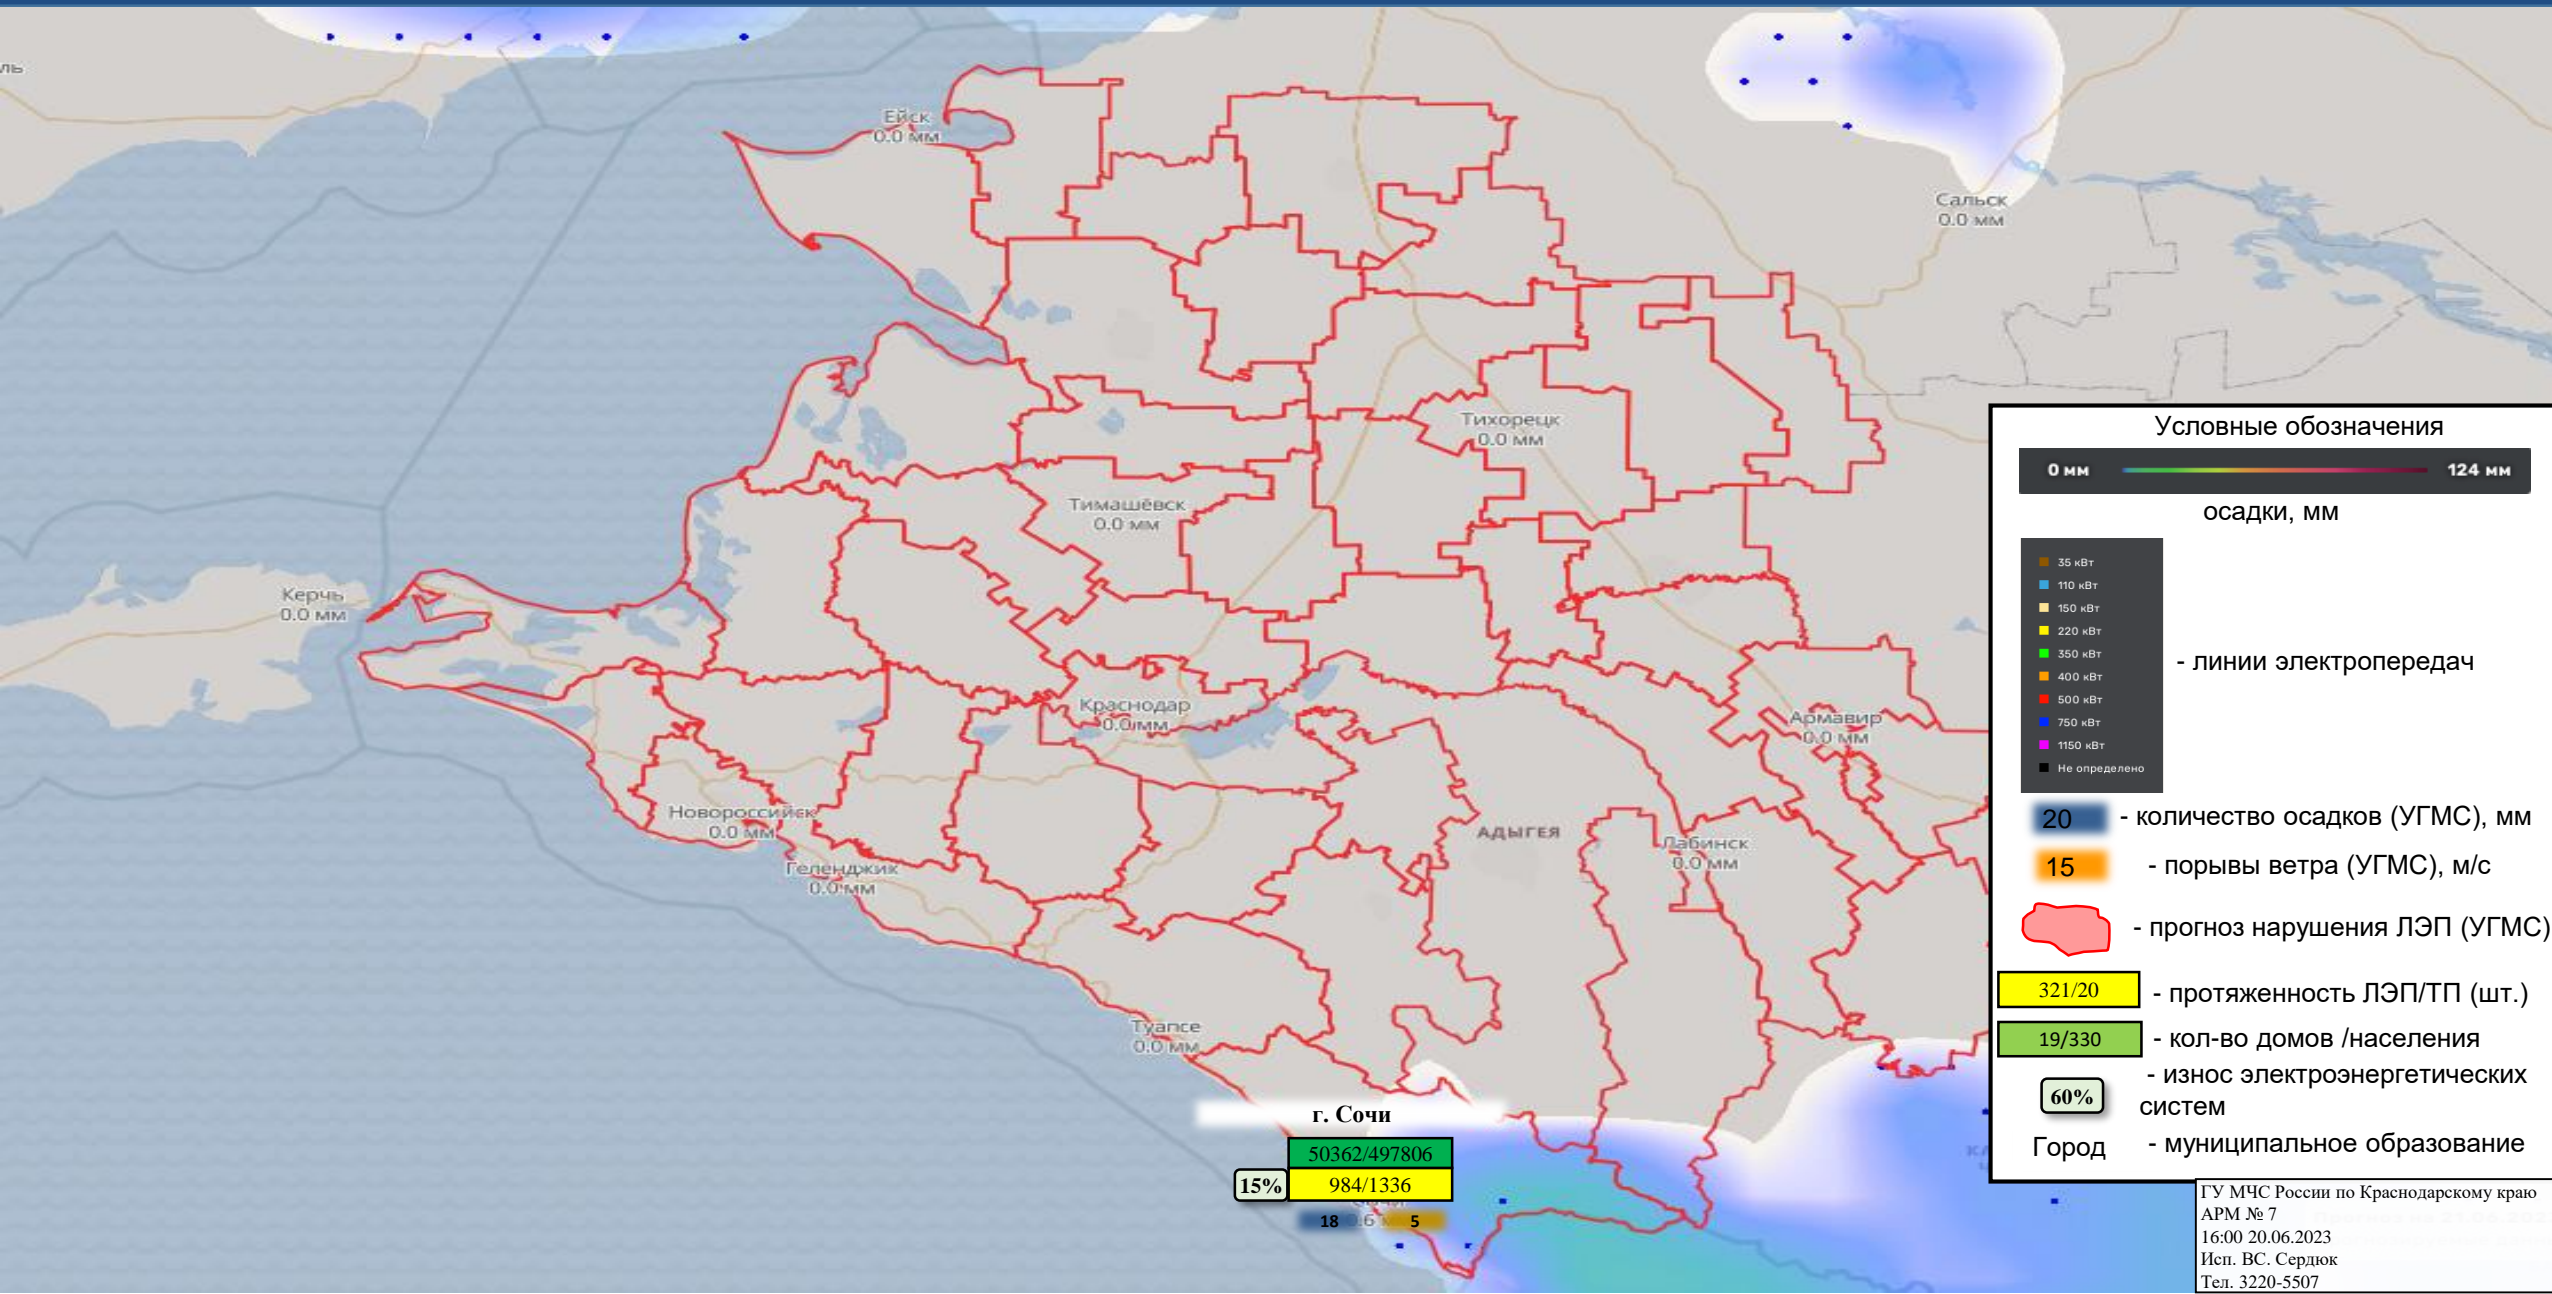 ль
Ейск
0.0 мм
Сальск
0.0 мм
Тихорецк
0.0 мм
Тимашёвск
0.0 мм
Керчь
0.0 мм
Краснодар
0.0 мм
Армавир
0.0 мм
Новороссийск
0.0 мм
АДЫГЕЯ
Лабинск
0.0 мм
Геленджик
0.0 мм
Туапсе
0.0 мм
г. Сочи
50362/497806
15%
984/1336
18
5
Условные обозначения
0 мм
124 мм
осадки, мм
35 кВт
110 кВт
150 кВт
220 кВт
350 кВт
400 кВт
500 кВт
750 кВт
1150 кВт
Не определено
- линии электропередач
20
- количество осадков (УГМС), мм
15
- порывы ветра (УГМС), м/с
- прогноз нарушения ЛЭП (УГМС)
321/20
- протяженность ЛЭП/ТП (шт.)
19/330
- кол-во домов /населения
60%
- износ электроэнергетических
систем
Город
- муниципальное образование
ГУ МЧС России по Краснодарскому краю
АРМ № 7
16:00 20.06.2023
Исп. ВС. Сердюк
Тел. 3220-5507